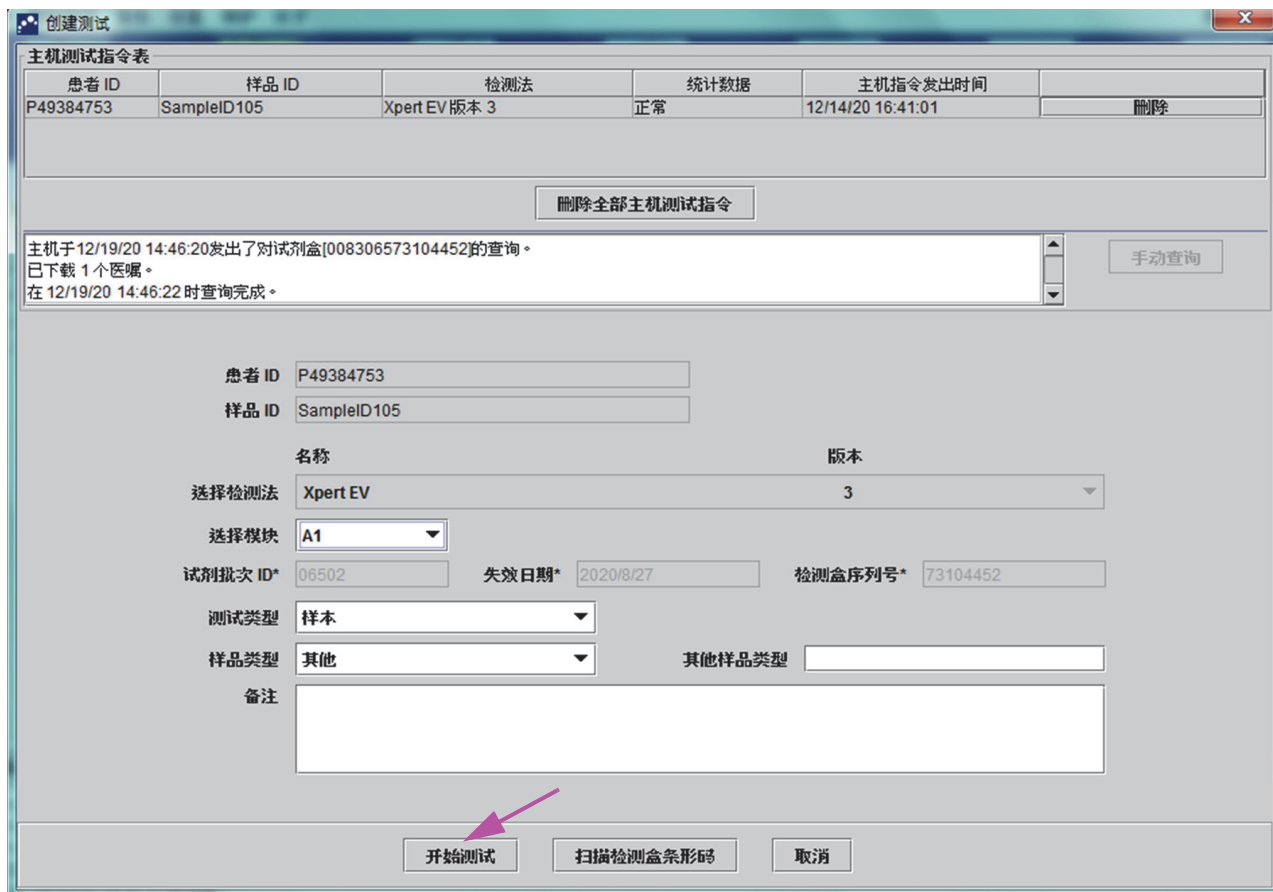 创建测试
主机测试指令表
患者 ID 样品 ID 检测法 统计数据 主机指令发出时间
P49384753 SampleID105 Xpert EV 版本 3 正常 12/14/20 16:41:01 删除
删除全部主机测试指令
主机于12/19/20 14:46:20发出了对试剂盒[008306573104452]的查询。
已下载 1 个医嘱。
在 12/19/20 14:46:22 时查询完成。
手动查询
患者 ID P49384753
样品 ID SampleID105
名称 版本
选择检测法 Xpert EV 3
选择模块 A1
试剂批次 ID* 06502 失效日期* 2020/8/27 检测盒序列号* 73104452
测试类型 样本
样品类型 其他 其他样品类型
备注
开始测试 扫描检测盒条形码 取消